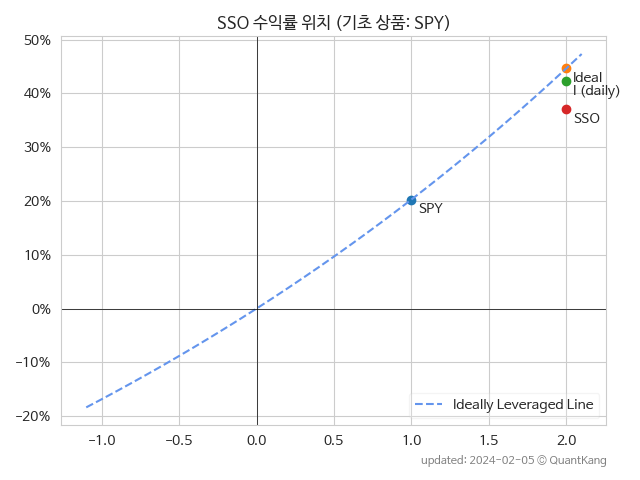 SSO 수익률 위치 (기초 상품: SPY)
50%
40%
30%
20%
10%
0%
−10%
−20%
Ideal
I (daily)
SSO
SPY
Ideally Leveraged Line
−1.0 −0.5 0.0 0.5 1.0 1.5 2.0
updated: 2024-02-05 © QuantKang